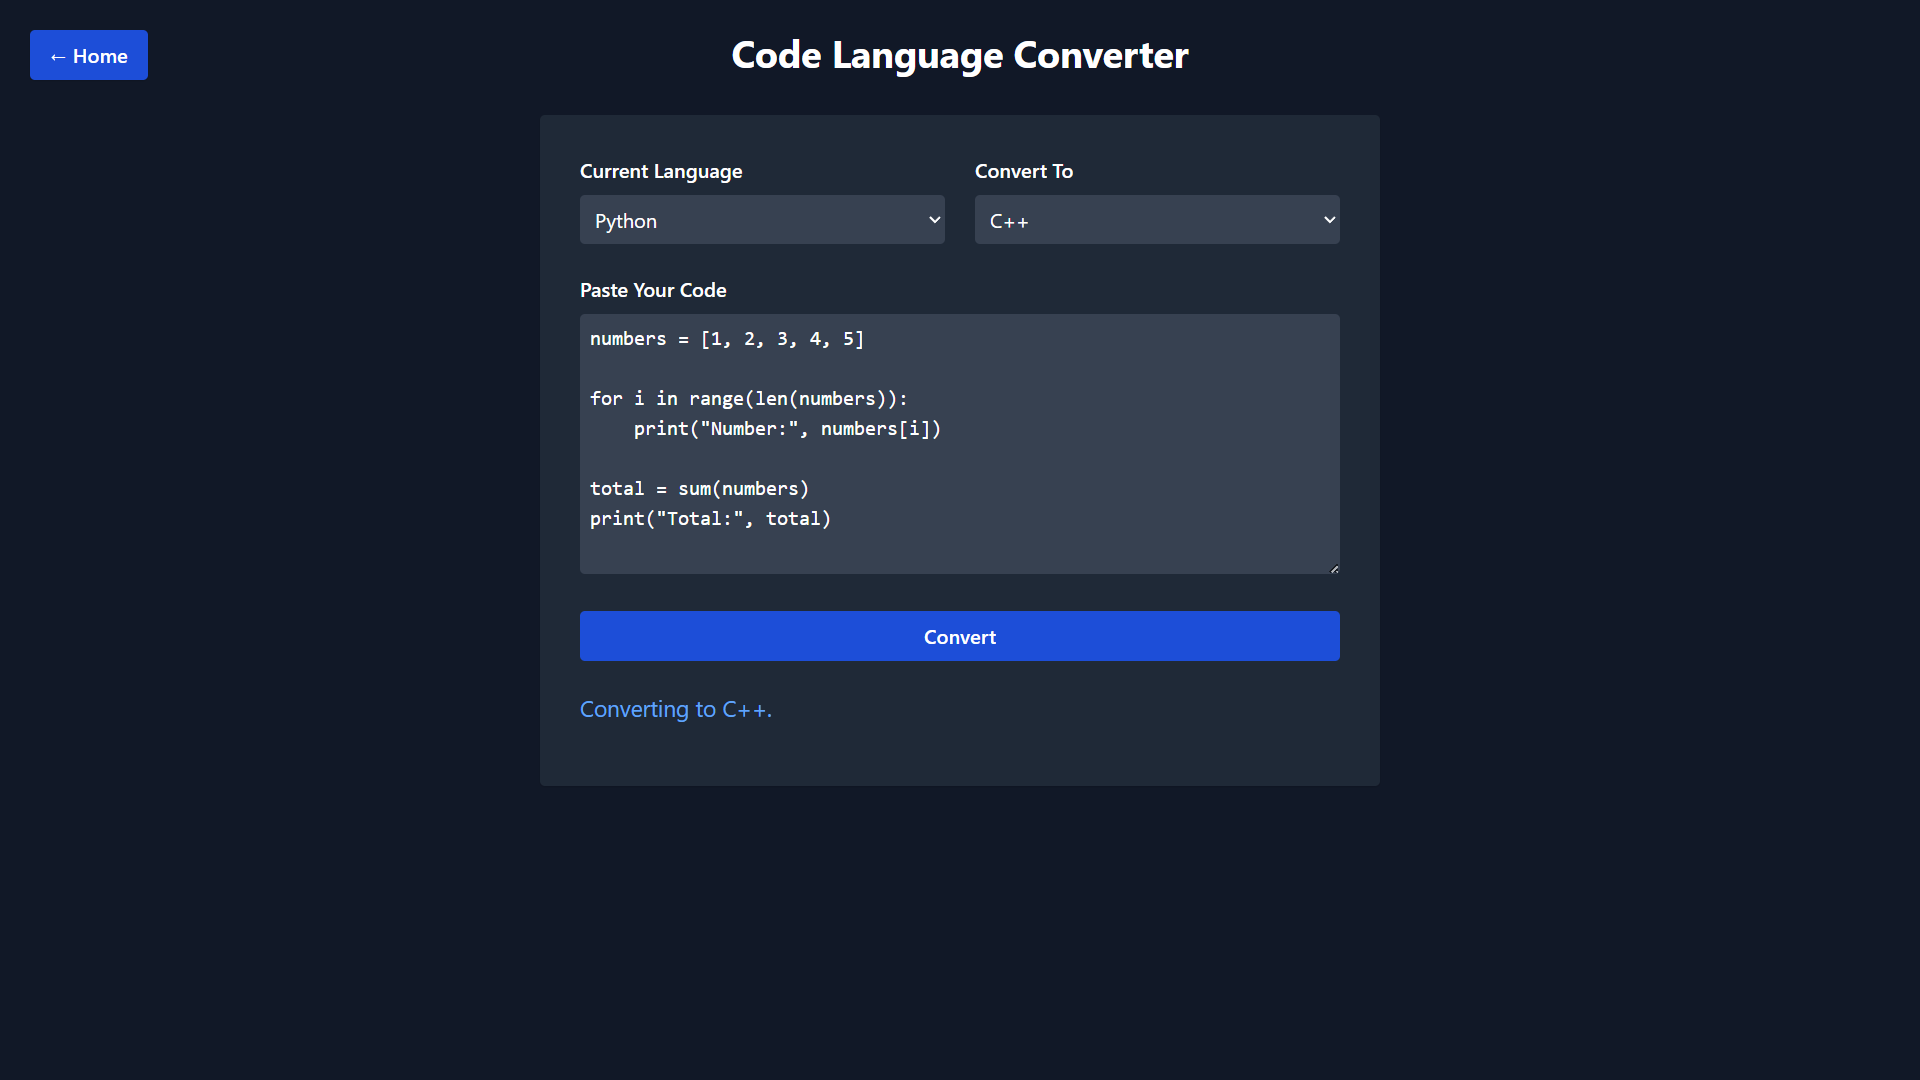 ← Home
Code Language Converter
Current Language
Convert To
Python
C++
Paste Your Code
numbers = [1, 2, 3, 4, 5]
for i in range(len(numbers)):
    print("Number:", numbers[i])
total = sum(numbers)
print("Total:", total)
Convert
Converting to C++.